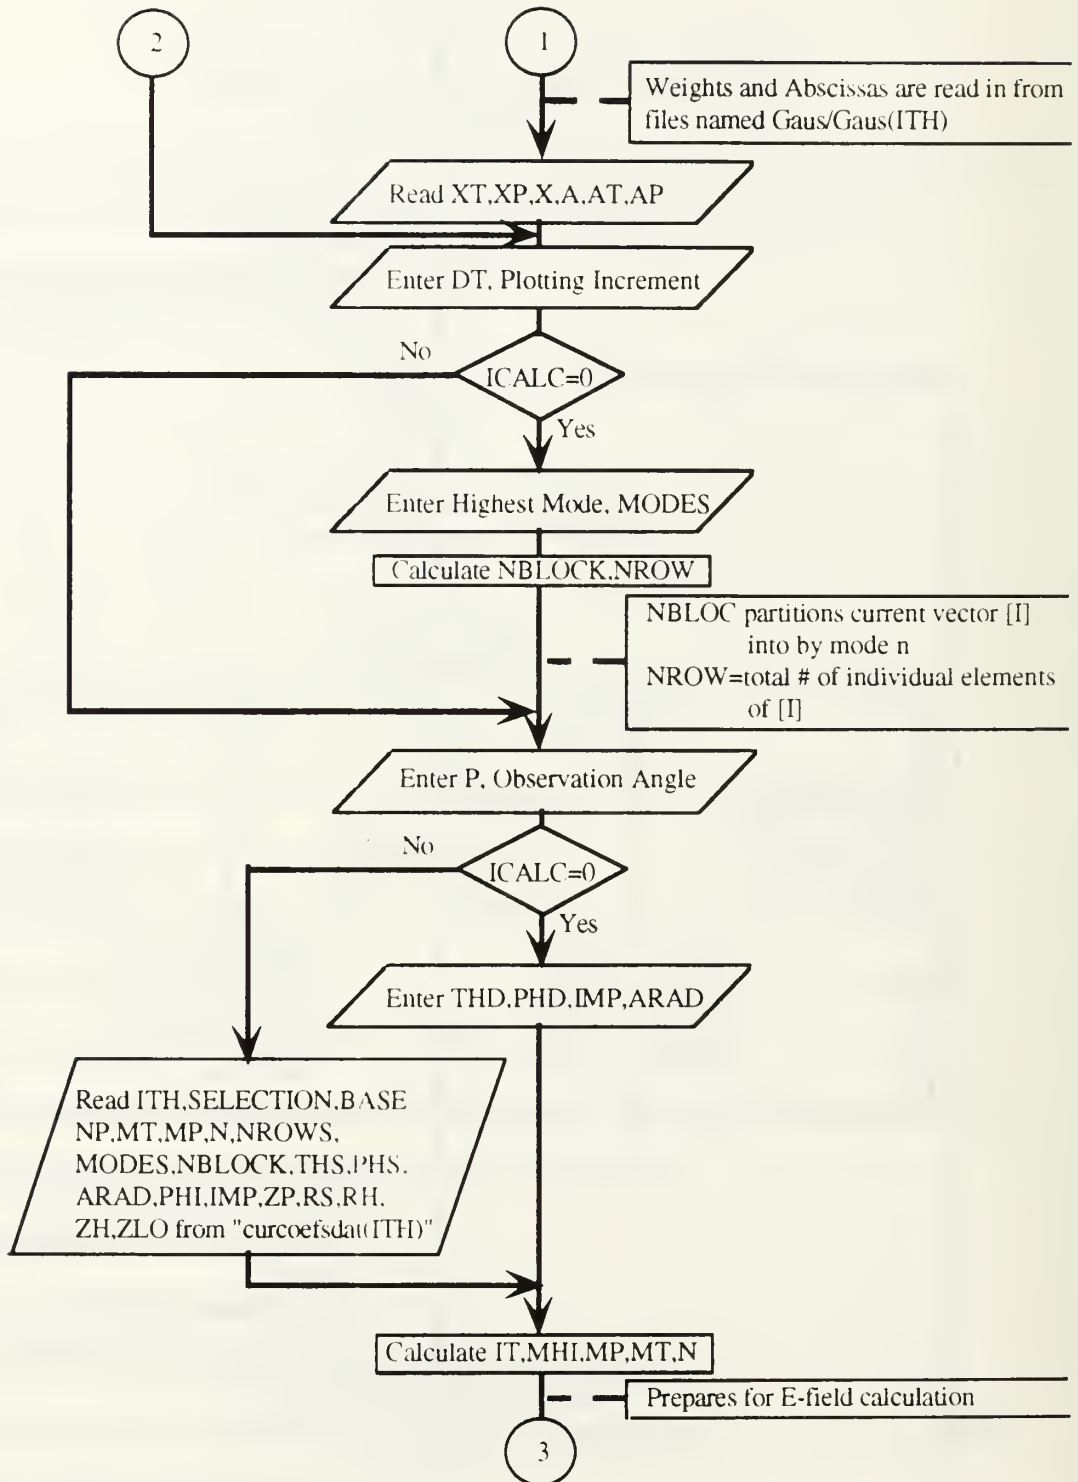 2
1
Weights and Abscissas are read in from
files named Gaus/Gaus(ITH)
Read XT,XP,X,A,AT,AP
Enter DT, Plotting Increment
No
ICALC=0
Yes
Enter Highest Mode, MODES
Calculate NBLOCK,NROW
NBLOC partitions current vector [I]
into by mode n
NROW=total # of individual elements
of [I]
Enter P, Observation Angle
No
ICALC=0
Yes
Enter THD,PHD,IMP,ARAD
Read ITH,SELECTION,BASE
NP,MT,MP,N,NROWS,
MODES,NBLOCK,THS,PHS,
ARAD,PHI,IMP,ZP,RS,RH,
ZH,ZLO from "curcoefsdat(ITH)"
Calculate IT,MHI,MP,MT,N
Prepares for E-field calculation
3